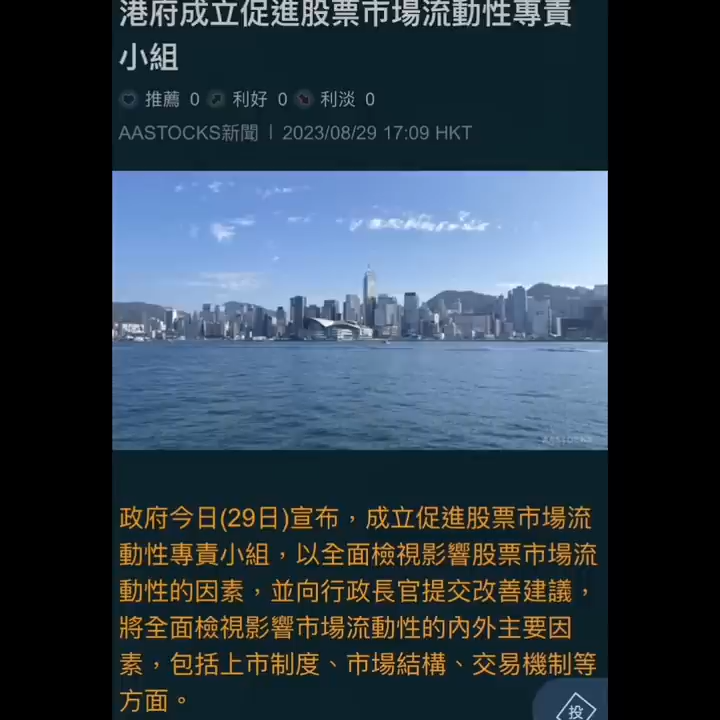 港府成立促進股票市場流動性專責
小組
推薦 0 利好 0 利淡 0
AASTOCKS新聞 | 2023/08/29 17:09 HKT
AASTOCKS
政府今日(29日)宣布，成立促進股票市場流
動性專責小組，以全面檢視影響股票市場流
動性的因素，並向行政長官提交改善建議，
將全面檢視影響市場流動性的內外主要因
素，包括上市制度、市場結構、交易機制等
方面。
投